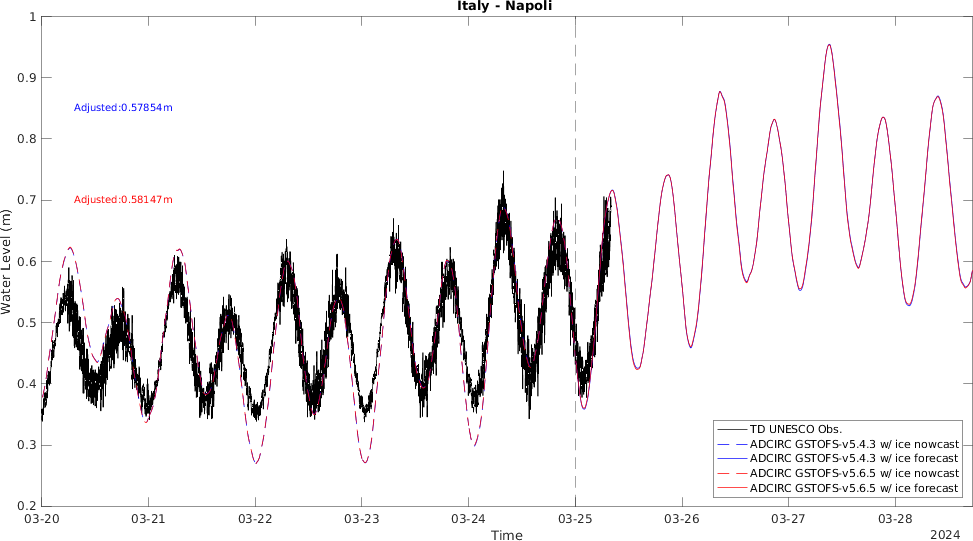 Italy - Napoli
1
0.9
0.8
0.7
0.6
0.5
0.4
0.3
0.2
Water Level (m)
Adjusted:0.57854m
Adjusted:0.58147m
TD UNESCO Obs.
ADCIRC GSTOFS-v5.4.3 w/ ice nowcast
ADCIRC GSTOFS-v5.4.3 w/ ice forecast
ADCIRC GSTOFS-v5.6.5 w/ ice nowcast
ADCIRC GSTOFS-v5.6.5 w/ ice forecast
03-20 03-21 03-22 03-23 03-24 03-25 03-26 03-27 03-28
Time
2024